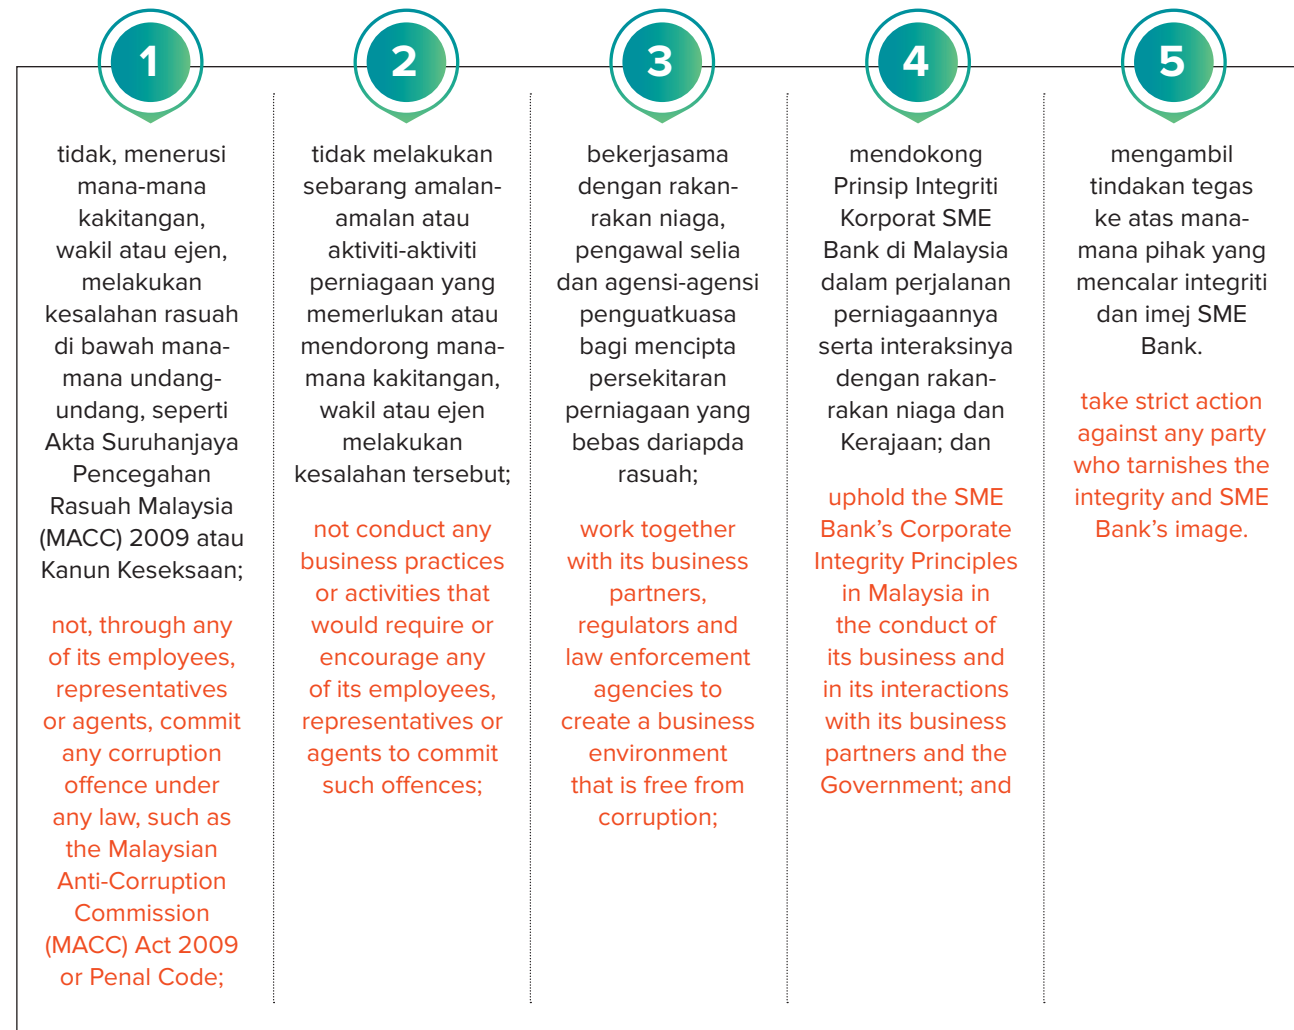 1
tidak, menerusi
mana-mana
kakitangan,
wakil atau ejen,
melakukan
kesalahan rasuah
di bawah mana-
mana undang-
undang, seperti
Akta Suruhanjaya
Pencegahan
Rasuah Malaysia
(MACC) 2009 atau
Kanun Keseksaan;
not, through any
of its employees,
representatives
or agents, commit
any corruption
offence under
any law, such as
the Malaysian
Anti-Corruption
Commission
(MACC) Act 2009
or Penal Code;
2
tidak melakukan
sebarang amalan-
amalan atau
aktiviti-aktiviti
perniagaan yang
memerlukan atau
mendorong mana-
mana kakitangan,
wakil atau ejen
melakukan
kesalahan tersebut;
not conduct any
business practices
or activities that
would require or
encourage any
of its employees,
representatives or
agents to commit
such offences;
3
bekerjasama
dengan rakan-
rakan niaga,
pengawal selia
dan agensi-agensi
penguatkuasa
bagi mencipta
persekitaran
perniagaan yang
bebas dariapda
rasuah;
work together
with its business
partners,
regulators and
law enforcement
agencies to
create a business
environment
that is free from
corruption;
4
mendokong
Prinsip Integriti
Korporat SME
Bank di Malaysia
dalam perjalanan
perniagaannya
serta interaksinya
dengan rakan-
rakan niaga dan
Kerajaan; dan
uphold the SME
Bank’s Corporate
Integrity Principles
in Malaysia in
the conduct of
its business and
in its interactions
with its business
partners and the
Government; and
5
mengambil
tindakan tegas
ke atas mana-
mana pihak yang
mencalar integriti
dan imej SME
Bank.
take strict action
against any party
who tarnishes the
integrity and SME
Bank’s image.